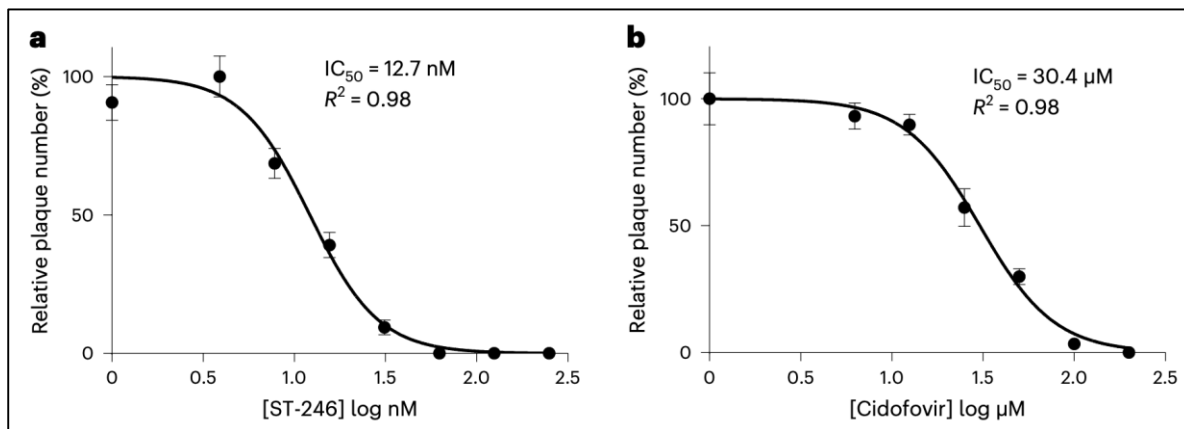 a
IC50 = 12.7 nM
R2 = 0.98
Relative plaque number (%)
100
50
0
0 0.5 1.0 1.5 2.0 2.5
[ST-246] log nM
b
IC50 = 30.4 µM
R2 = 0.98
Relative plaque number (%)
100
50
0
0 0.5 1.0 1.5 2.0 2.5
[Cidofovir] log µM